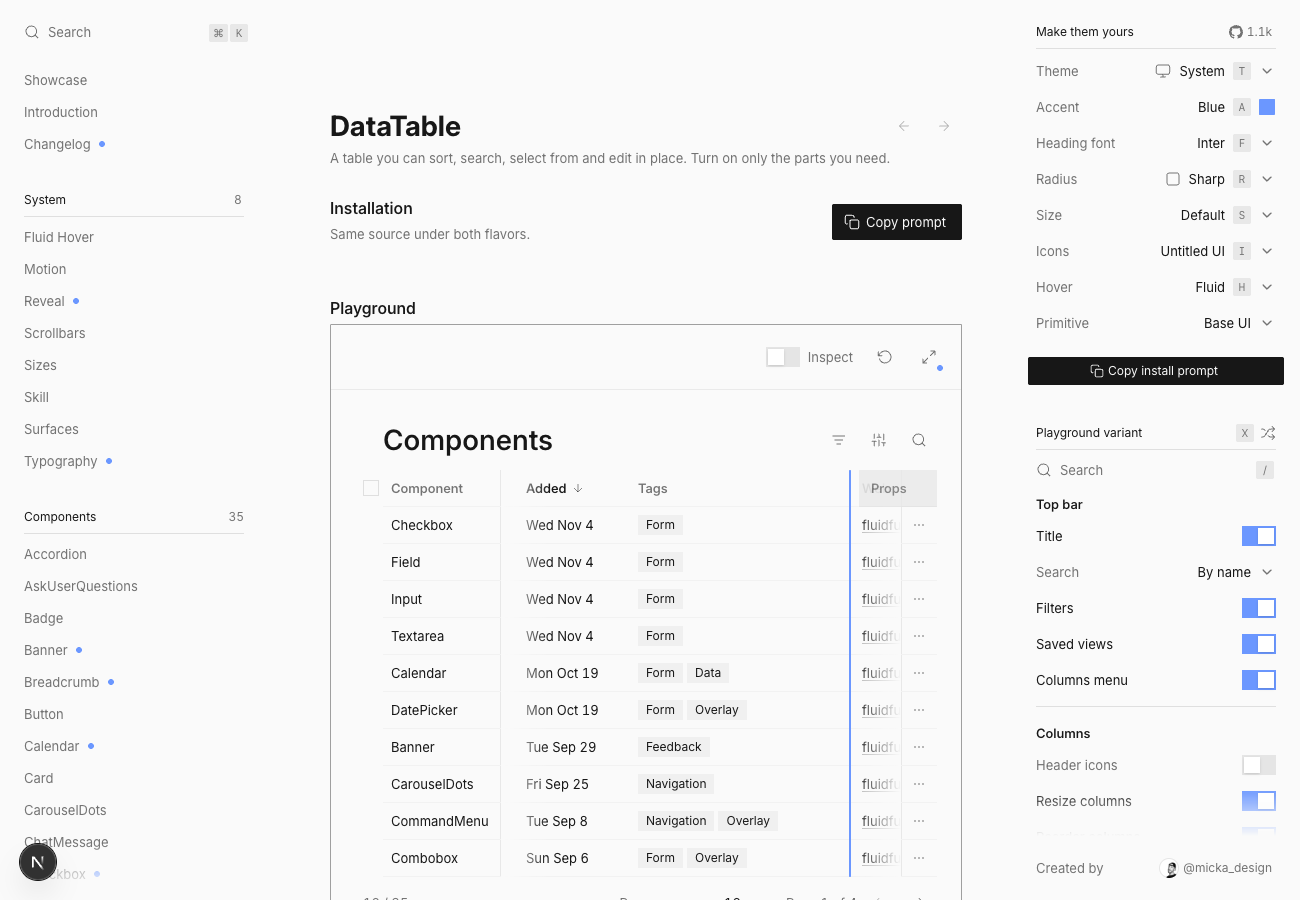 Search ⌘ K
Showcase
Introduction
Changelog
System 8
Fluid Hover
Motion
Reveal
Scrollbars
Sizes
Skill
Surfaces
Typography
Components 35
Accordion
AskUserQuestions
Badge
Banner
Breadcrumb
Button
Calendar
Card
CarouselDots
ChatMessage
N
DataTable
A table you can sort, search, select from and edit in place. Turn on only the parts you need.
Installation
Same source under both flavors.
Copy prompt
Playground
Inspect
Components
Component Added Tags Props
Checkbox Wed Nov 4 Form
Field Wed Nov 4 Form
Input Wed Nov 4 Form
Textarea Wed Nov 4 Form
Calendar Mon Oct 19 Form Data
DatePicker Mon Oct 19 Form Overlay
Banner Tue Sep 29 Feedback
CarouselDots Fri Sep 25 Navigation
CommandMenu Tue Sep 8 Navigation Overlay
Combobox Sun Sep 6 Form Overlay
Make them yours 1.1k
Theme System T
Accent Blue A
Heading font Inter F
Radius Sharp R
Size Default S
Icons Untitled UI I
Hover Fluid H
Primitive Base UI
Copy install prompt
Playground variant X
Search /
Top bar
Title
Search By name
Filters
Saved views
Columns menu
Columns
Header icons
Resize columns
Created by @micka_design